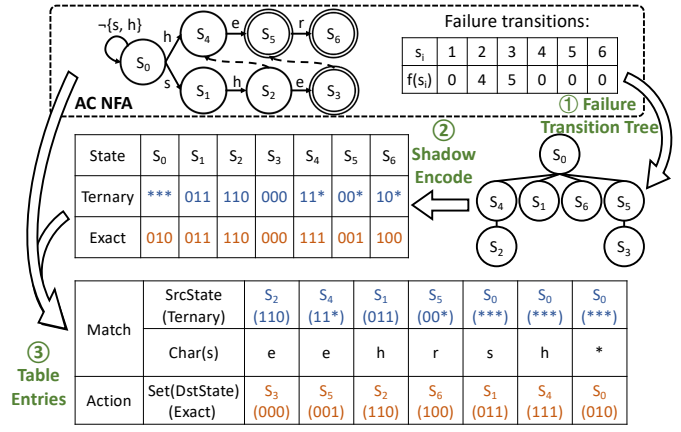 ¬{s, h}
S0
h
s
S4
e
S5
r
S6
S1
h
S2
e
S3
AC NFA
Failure transitions:
si 1 2 3 4 5 6
f(si) 0 4 5 0 0 0
① Failure
Transition Tree
②
Shadow
Encode
State S0 S1 S2 S3 S4 S5 S6
Ternary *** 011 110 000 11* 00* 10*
Exact 010 011 110 000 111 001 100
S0
S4 S1 S6 S5
S2 S3
③
Table
Entries
Match
SrcState S2 S4 S1 S5 S0 S0 S0
(Ternary) (110) (11*) (011) (00*) (***) (***) (***)
Char(s) e e h r s h *
Action
Set(DstState) S3 S5 S2 S6 S1 S4 S0
(Exact) (000) (001) (110) (100) (011) (111) (010)